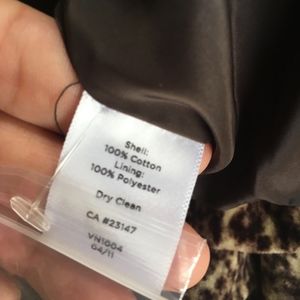 Shell:
100% Cotton
Lining:
100% Polyester
Dry Clean
CA #23147
VN1004
04/11